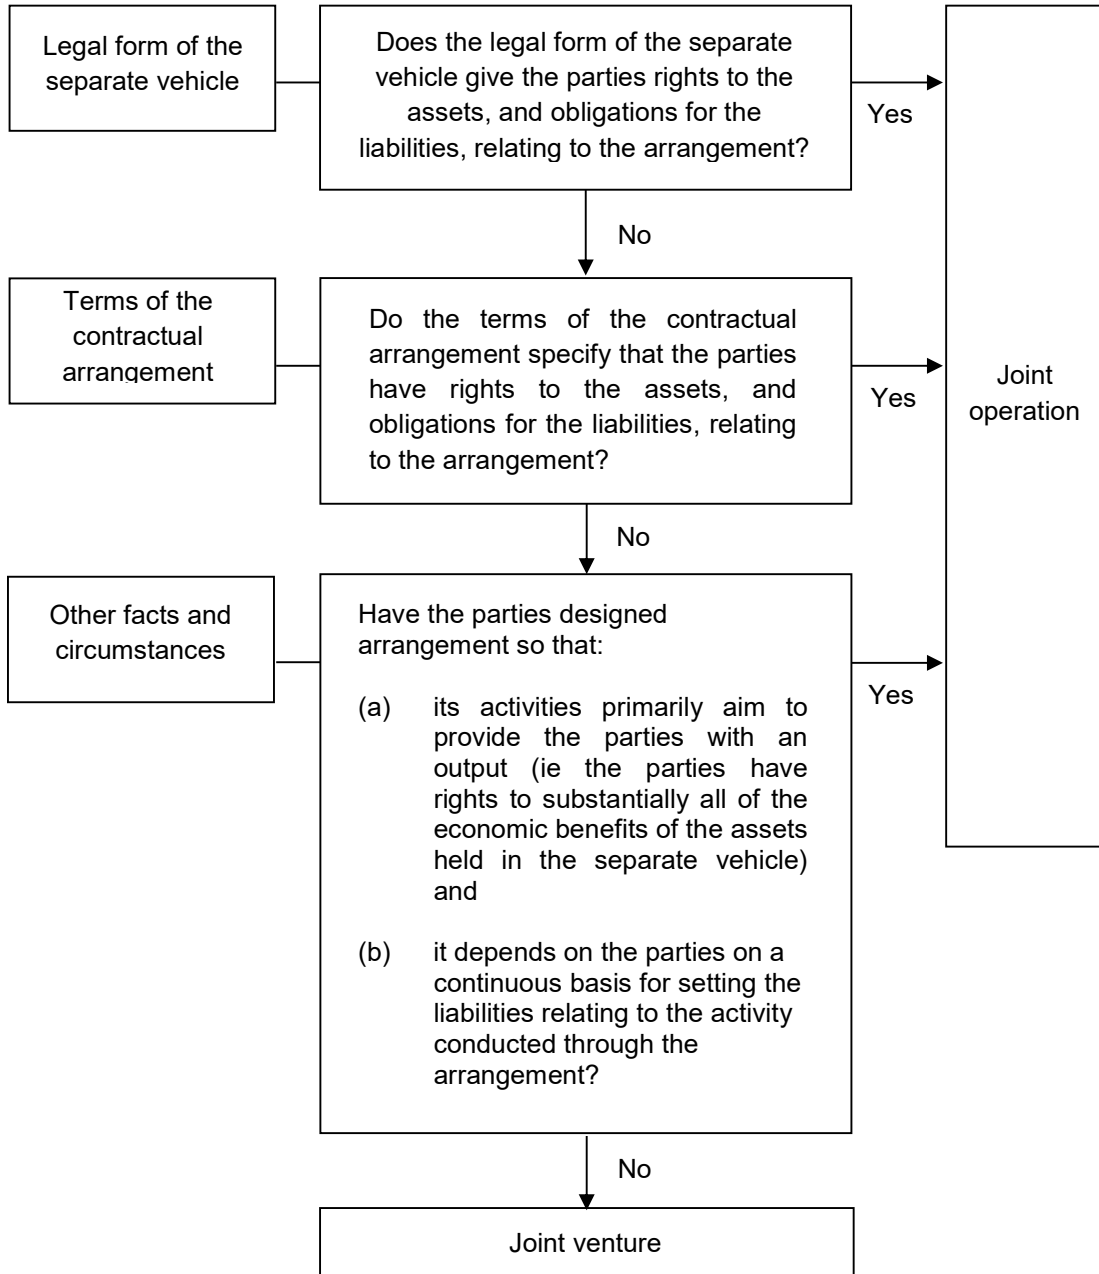 Legal form of the
separate vehicle
Does the legal form of the separate
vehicle give the parties rights to the
assets, and obligations for the
liabilities, relating to the arrangement?
Yes
No
Terms of the
contractual
arrangement
Do the terms of the contractual
arrangement specify that the parties
have rights to the assets, and
obligations for the liabilities, relating
to the arrangement?
Yes
Joint
operation
No
Other facts and
circumstances
Have the parties designed
arrangement so that:
(a) its activities primarily aim to
provide the parties with an
output (ie the parties have
rights to substantially all of the
economic benefits of the assets
held in the separate vehicle)
and
Yes
(b) it depends on the parties on a
continuous basis for setting the
liabilities relating to the activity
conducted through the
arrangement?
No
Joint venture